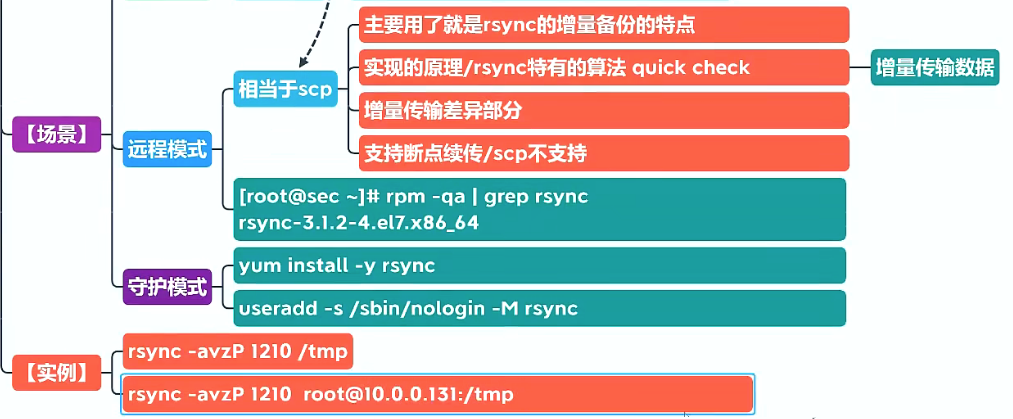 主要用了就是rsync的增量备份的特点
实现的原理/rsync特有的算法 quick check
增量传输数据
相当于scp
增量传输差异部分
支持断点续传/scp不支持
【场景】
远程模式
[root@sec ~]# rpm -qa | grep rsync
rsync-3.1.2-4.el7.x86_64
守护模式
yum install -y rsync
useradd -s /sbin/nologin -M rsync
【实例】
rsync -avzP 1210 /tmp
rsync -avzP 1210  root@10.0.0.131:/tmp